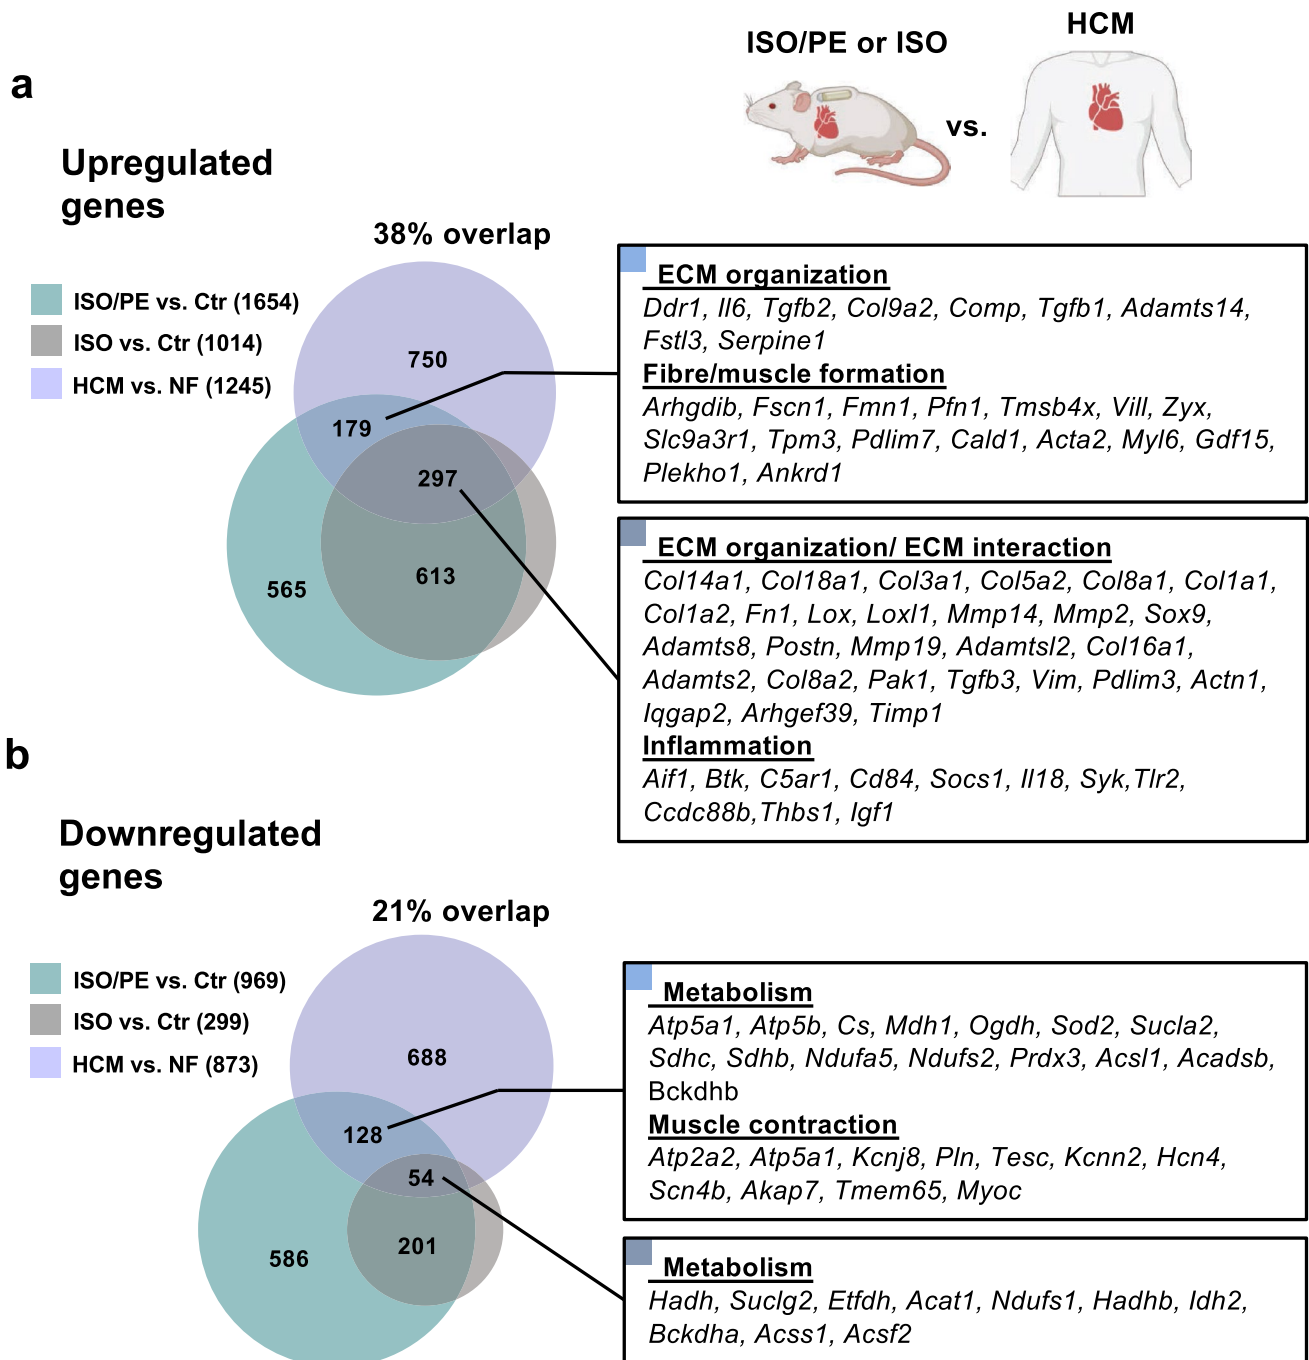 ISO/PE or ISO
HCM
vs.
a
Upregulated
genes
38% overlap
ISO/PE vs. Ctr (1654)
ISO vs. Ctr (1014)
HCM vs. NF (1245)
750
179
297
565
613
ECM organization
Ddr1, Il6, Tgfb2, Col9a2, Comp, Tgfb1, Adamts14,
Fstl3, Serpine1
Fibre/muscle formation
Arhgdib, Fscn1, Fmn1, Pfn1, Tmsb4x, Vill, Zyx,
Slc9a3r1, Tpm3, Pdlim7, Cald1, Acta2, Myl6, Gdf15,
Plekho1, Ankrd1
ECM organization/ ECM interaction
Col14a1, Col18a1, Col3a1, Col5a2, Col8a1, Col1a1,
Col1a2, Fn1, Lox, Loxl1, Mmp14, Mmp2, Sox9,
Adamts8, Postn, Mmp19, Adamtsl2, Col16a1,
Adamts2, Col8a2, Pak1, Tgfb3, Vim, Pdlim3, Actn1,
Iqgap2, Arhgef39, Timp1
Inflammation
Aif1, Btk, C5ar1, Cd84, Socs1, Il18, Syk,Tlr2,
Ccdc88b,Thbs1, Igf1
b
Downregulated
genes
21% overlap
ISO/PE vs. Ctr (969)
ISO vs. Ctr (299)
HCM vs. NF (873)
688
128
54
586
201
Metabolism
Atp5a1, Atp5b, Cs, Mdh1, Ogdh, Sod2, Sucla2,
Sdhc, Sdhb, Ndufa5, Ndufs2, Prdx3, Acsl1, Acadsb,
Bckdhb
Muscle contraction
Atp2a2, Atp5a1, Kcnj8, Pln, Tesc, Kcnn2, Hcn4,
Scn4b, Akap7, Tmem65, Myoc
Metabolism
Hadh, Suclg2, Etfdh, Acat1, Ndufs1, Hadhb, Idh2,
Bckdha, Acss1, Acsf2